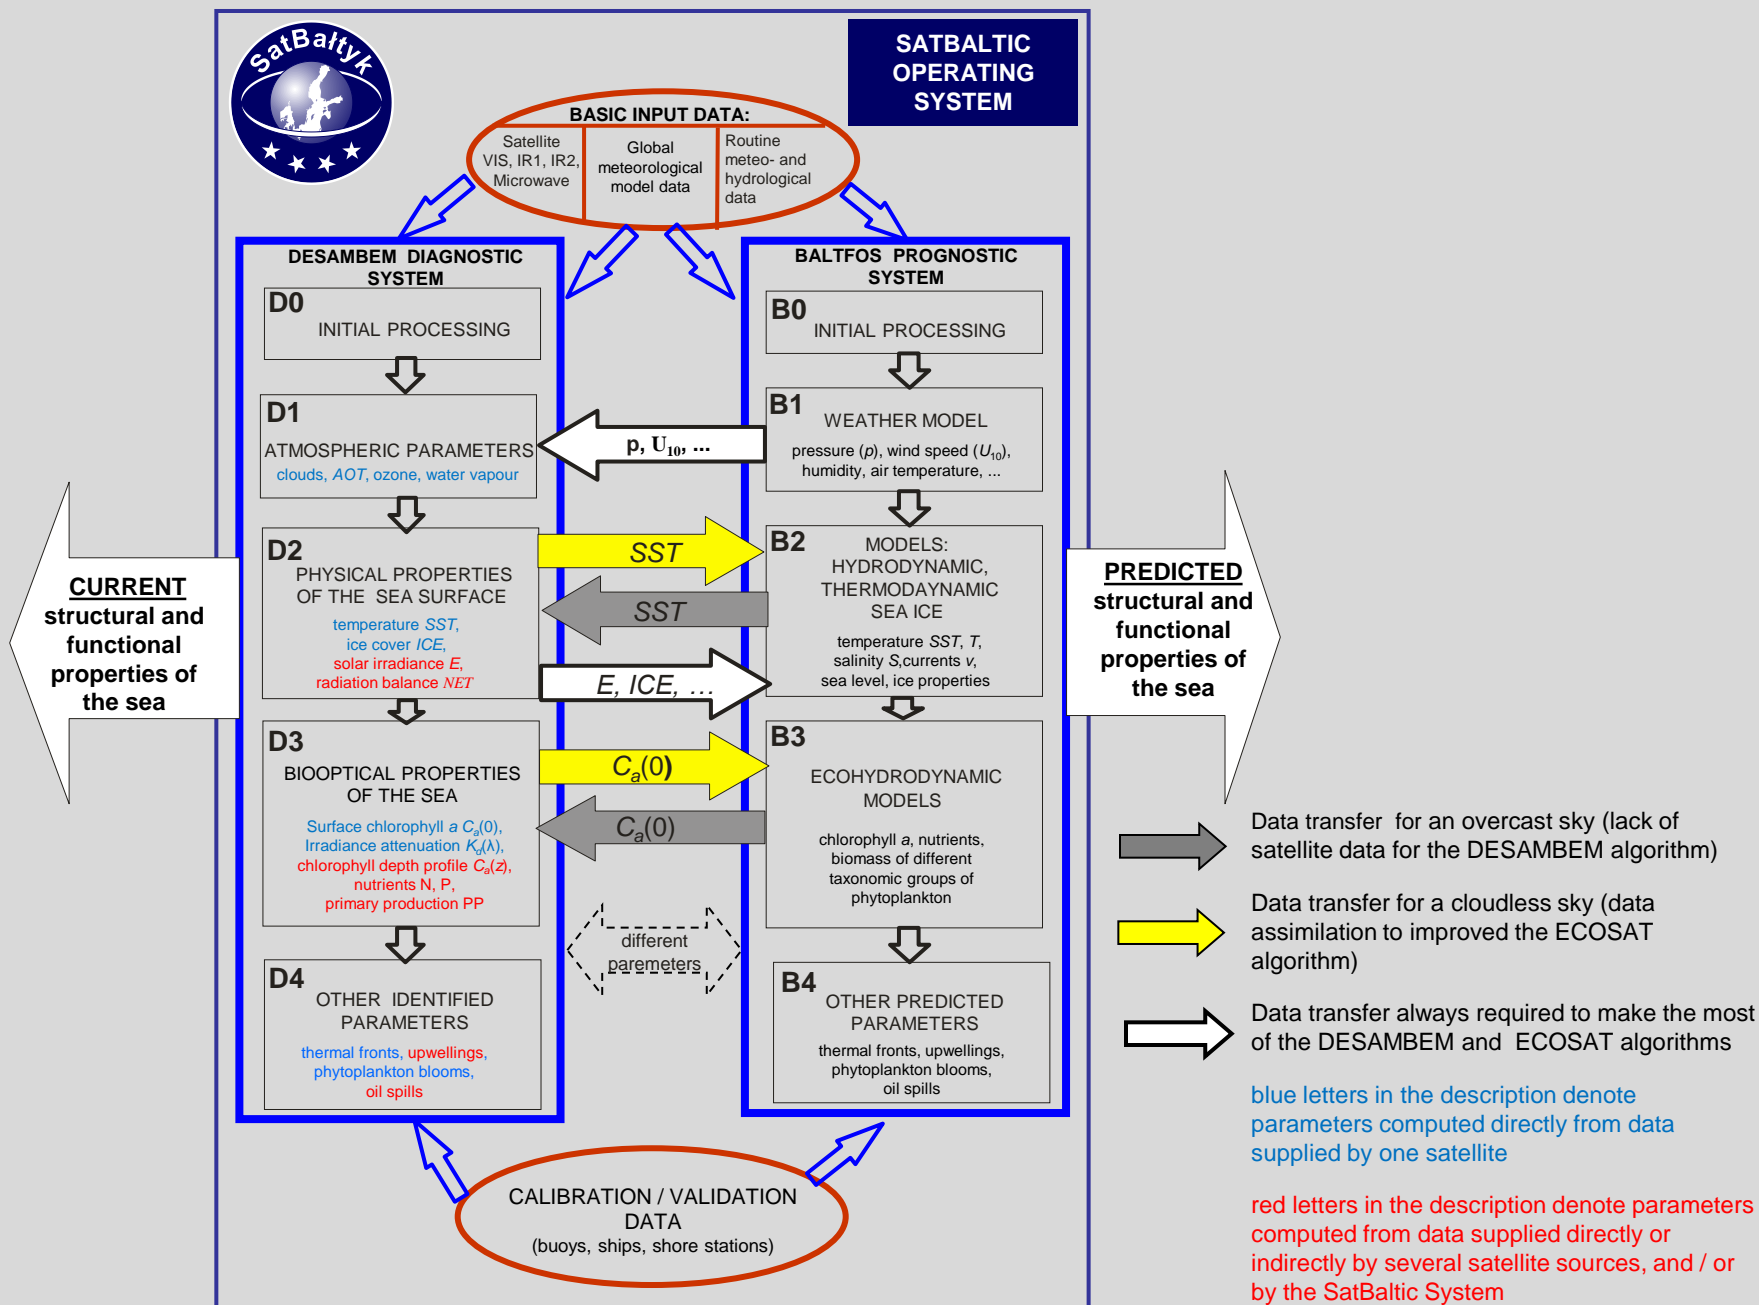 SatBałtyk
SATBALTIC
OPERATING
SYSTEM
BASIC INPUT DATA:
Satellite
VIS, IR1, IR2,
Microwave
Global
meteorological
model data
Routine
meteo- and
hydrological
data
DESAMBEM DIAGNOSTIC
SYSTEM
D0
INITIAL PROCESSING
D1
ATMOSPHERIC PARAMETERS
clouds, AOT, ozone, water vapour
D2
PHYSICAL PROPERTIES
OF THE SEA SURFACE
temperature SST,
ice cover ICE,
solar irradiance E,
radiation balance NET
D3
BIOOPTICAL PROPERTIES
OF THE SEA
Surface chlorophyll a Ca(0),
Irradiance attenuation Kd(λ),
chlorophyll depth profile Ca(z),
nutrients N, P,
primary production PP
D4
OTHER IDENTIFIED
PARAMETERS
thermal fronts, upwellings,
phytoplankton blooms,
oil spills
p, U10, ...
SST
SST
E, ICE, ...
Ca(0)
Ca(0)
different
paremeters
BALTFOS PROGNOSTIC
SYSTEM
B0
INITIAL PROCESSING
B1
WEATHER MODEL
pressure (p), wind speed (U10),
humidity, air temperature, ...
B2
MODELS:
HYDRODYNAMIC,
THERMODAYNAMIC
SEA ICE
temperature SST, T,
salinity S,currents v,
sea level, ice properties
B3
ECOHYDRODYNAMIC
MODELS
chlorophyll a, nutrients,
biomass of different
taxonomic groups of
phytoplankton
B4
OTHER PREDICTED
PARAMETERS
thermal fronts, upwellings,
phytoplankton blooms,
oil spills
CURRENT
structural and
functional
properties of
the sea
PREDICTED
structural and
functional
properties of
the sea
CALIBRATION / VALIDATION
DATA
(buoys, ships, shore stations)
Data transfer for an overcast sky (lack of
satellite data for the DESAMBEM algorithm)
Data transfer for a cloudless sky (data
assimilation to improved the ECOSAT
algorithm)
Data transfer always required to make the most
of the DESAMBEM and ECOSAT algorithms
blue letters in the description denote
parameters computed directly from data
supplied by one satellite
red letters in the description denote parameters
computed from data supplied directly or
indirectly by several satellite sources, and / or
by the SatBaltic System